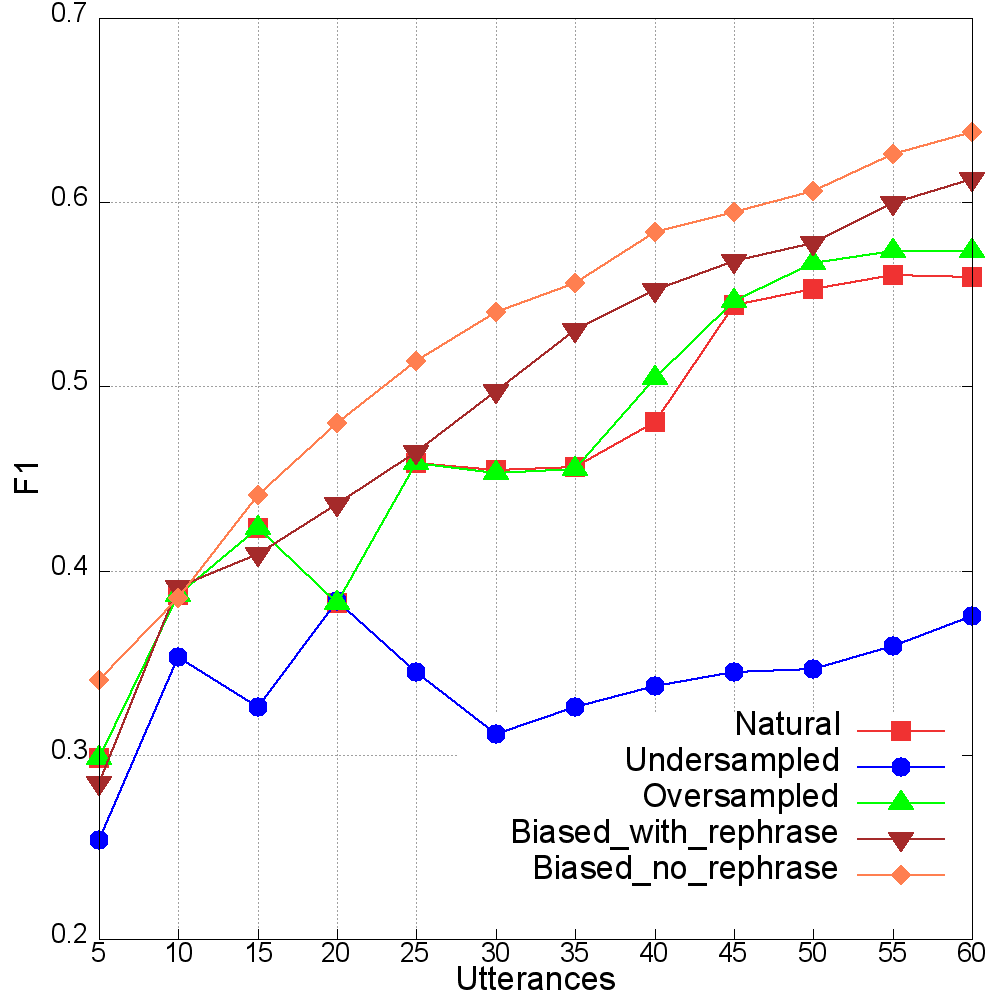 0.7
0.6
0.5
0.4
0.3
0.2
F1
Natural
Undersampled
Oversampled
Biased_with_rephrase
Biased_no_rephrase
5 10 15 20 25 30 35 40 45 50 55 60
Utterances